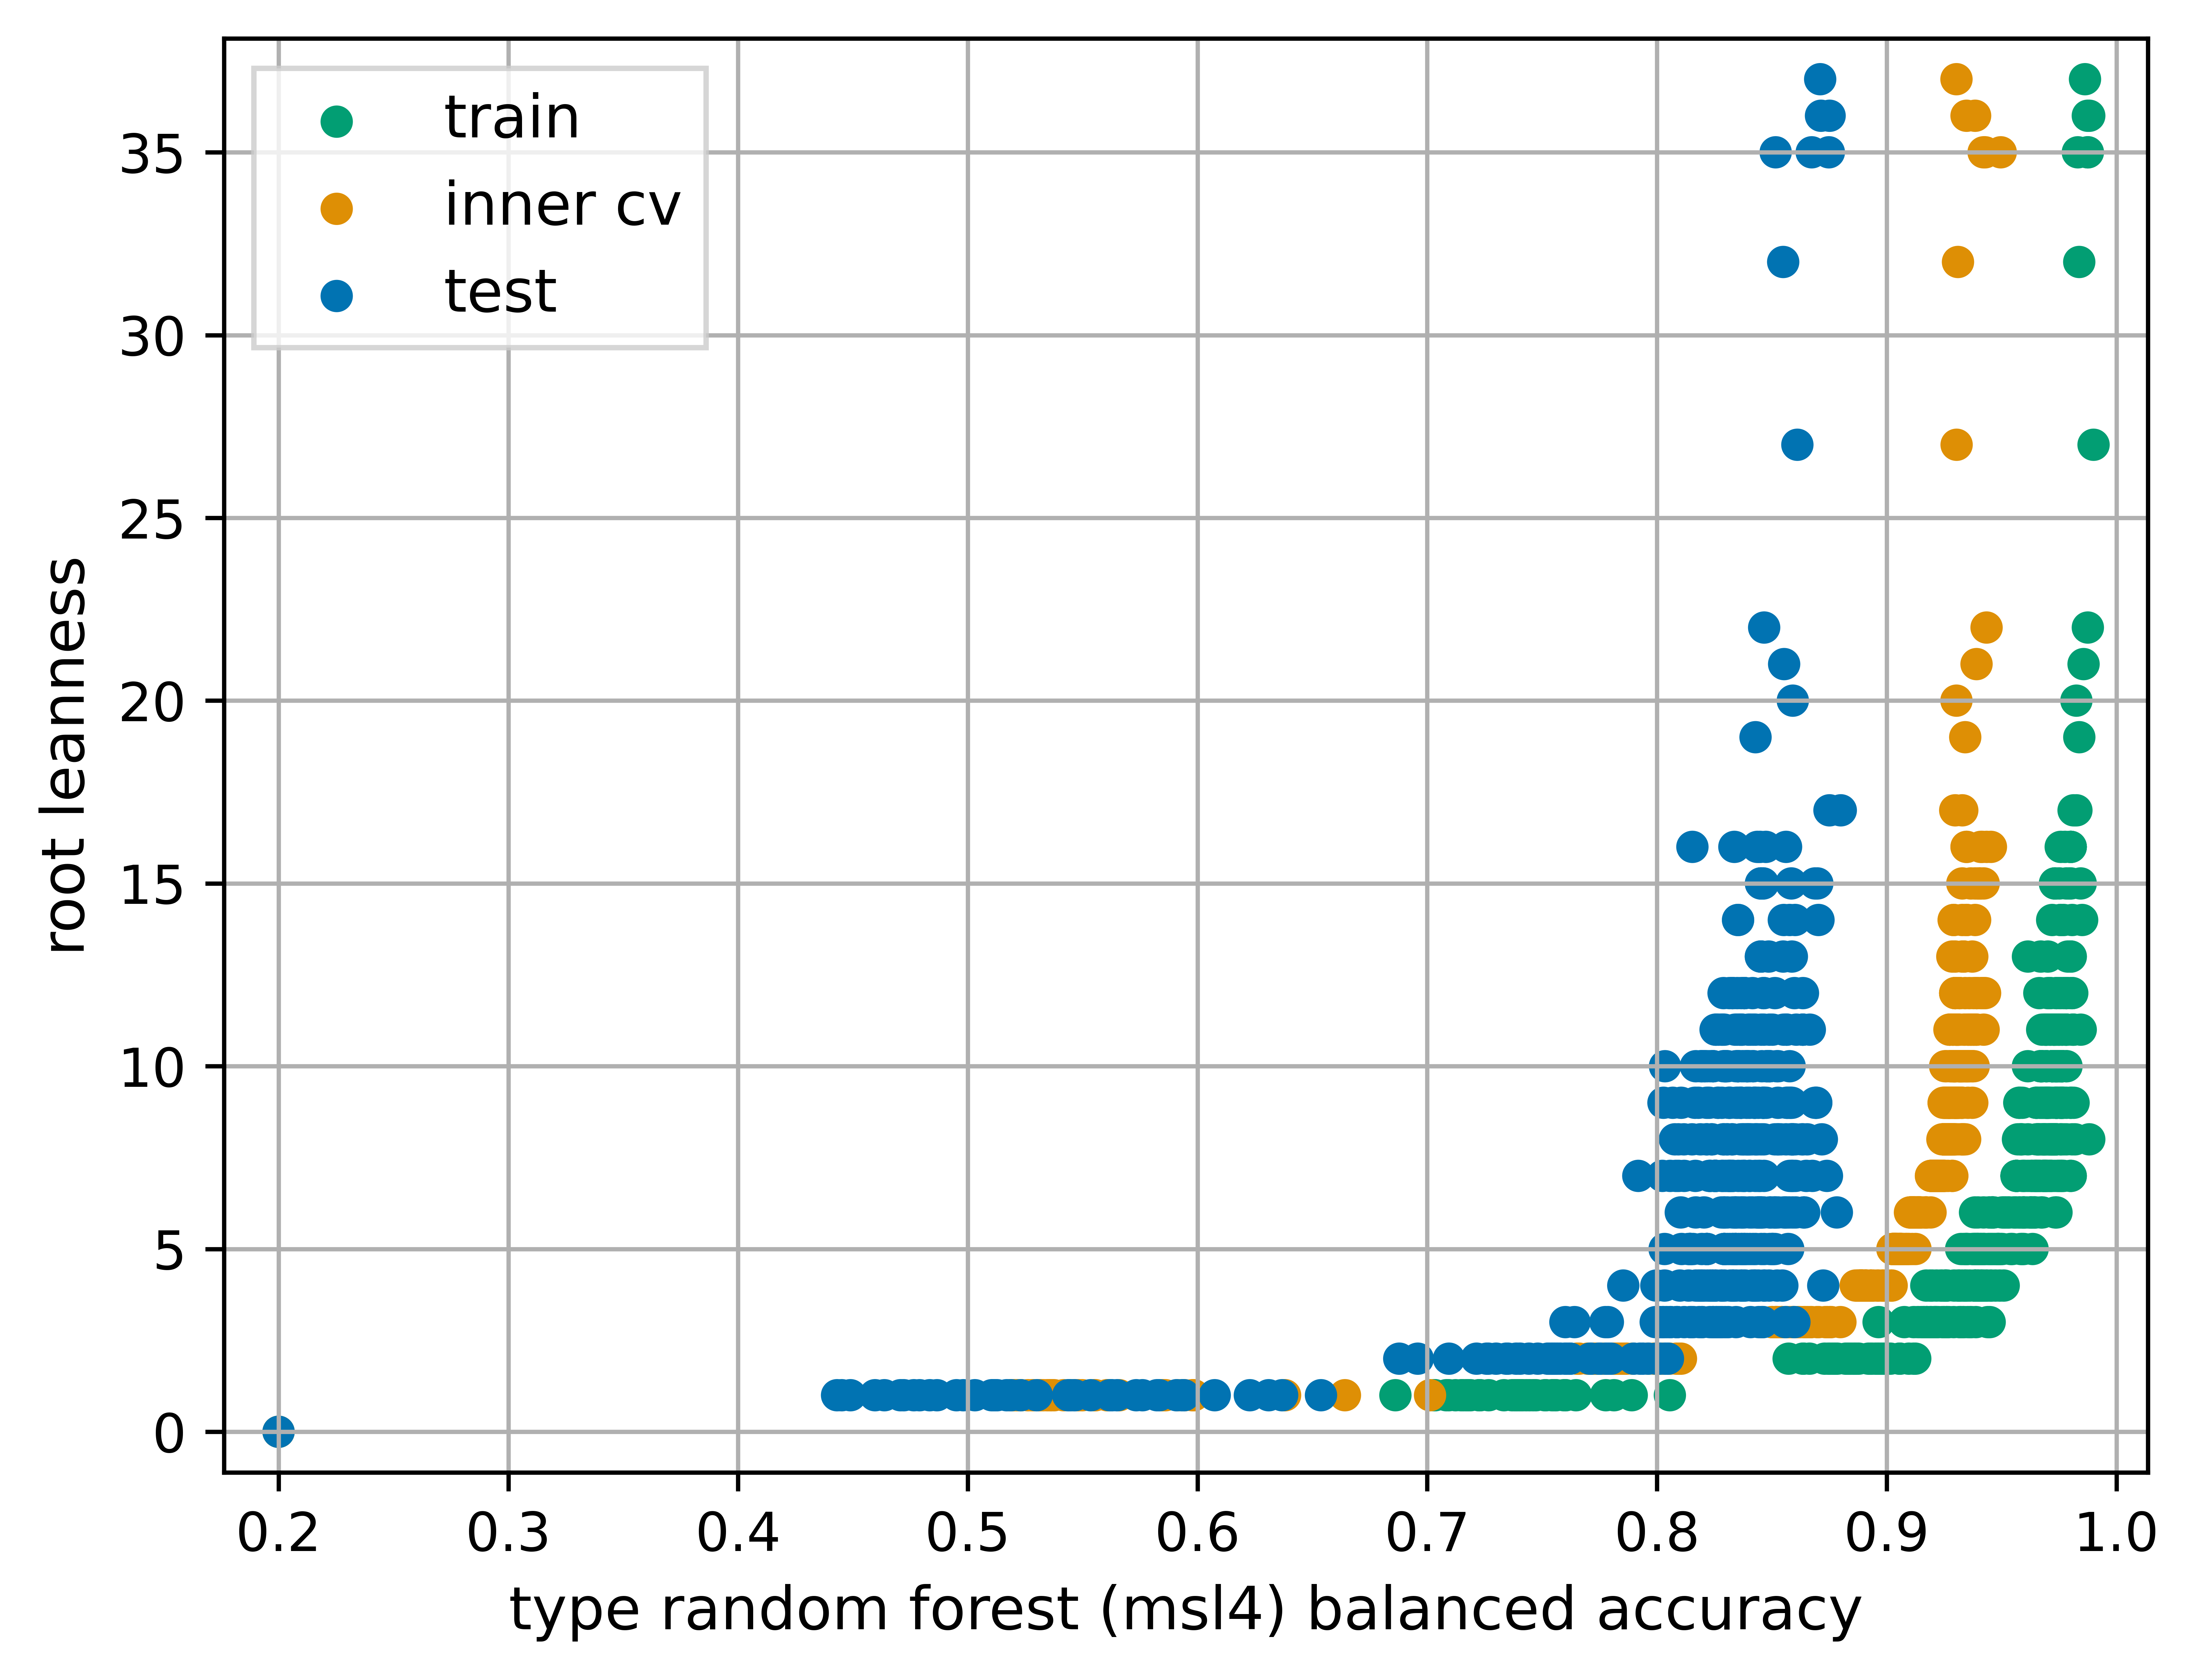 train
inner cv
test
root leanness
35
30
25
20
15
10
5
0
0.2 0.3 0.4 0.5 0.6 0.7 0.8 0.9 1.0
type random forest (msl4) balanced accuracy